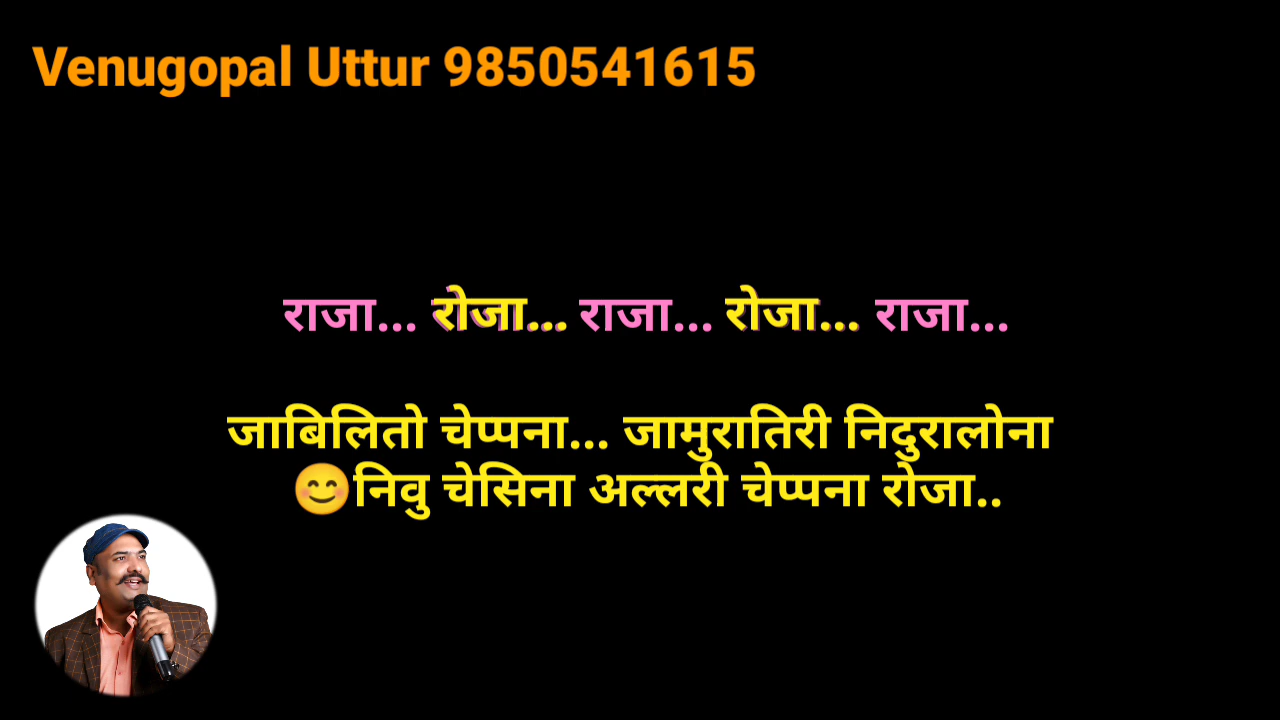 Venugopal Uttur 9850541615
राजा... रोजा... राजा... रोजा... राजा...
जाबिलितो चेप्पना... जामुरातिरी निदुरालोना
😊निवु चेसिना अल्लरी चेप्पना रोजा..